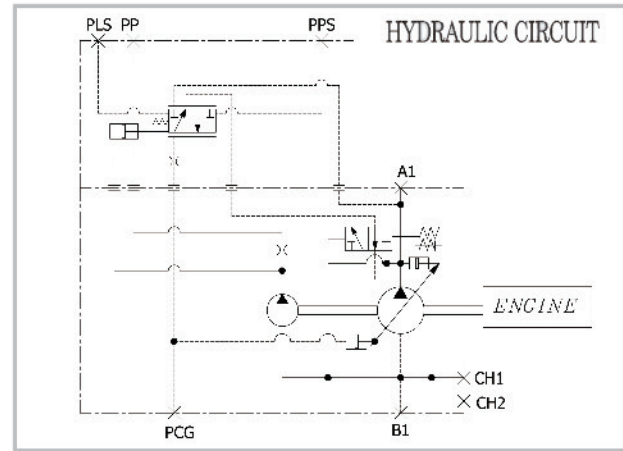 HYDRAULIC CIRCUIT
PLS PP PPS
A1
ENGINE
CH1
CH2
PCG B1